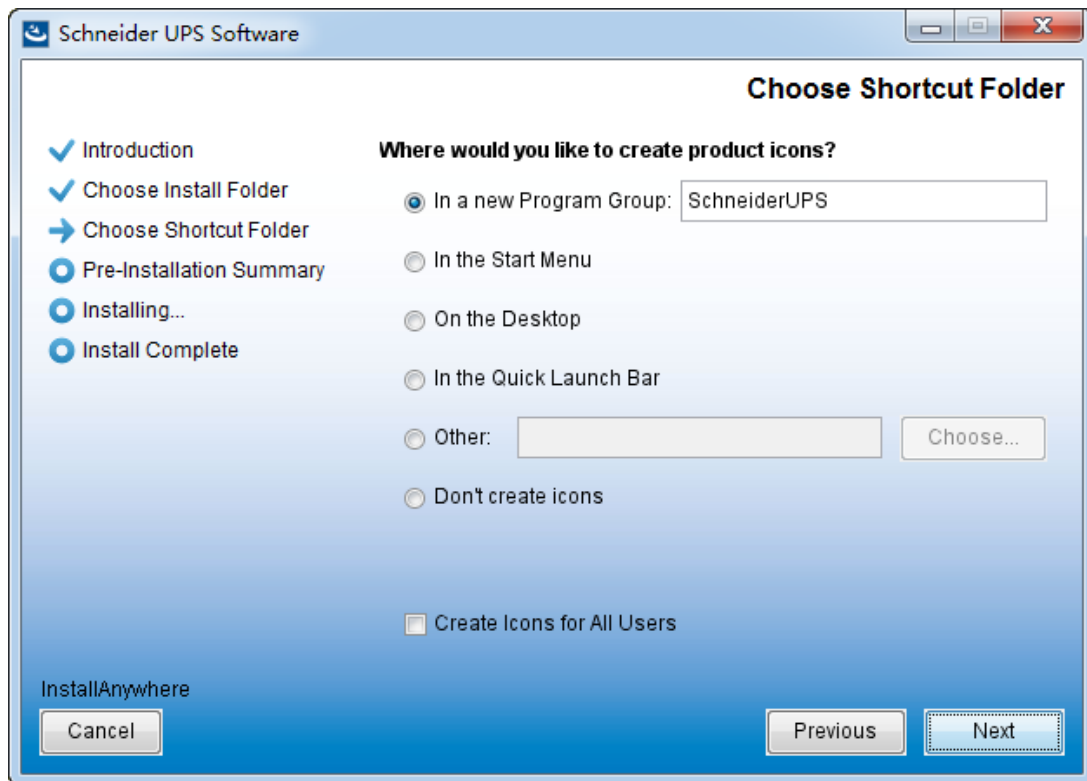 Schneider UPS Software
Choose Shortcut Folder
Introduction
Choose Install Folder
Choose Shortcut Folder
Pre-Installation Summary
Installing...
Install Complete
Where would you like to create product icons?
In a new Program Group: SchneiderUPS
In the Start Menu
On the Desktop
In the Quick Launch Bar
Other: Choose...
Don't create icons
Create Icons for All Users
InstallAnywhere
Cancel Previous Next